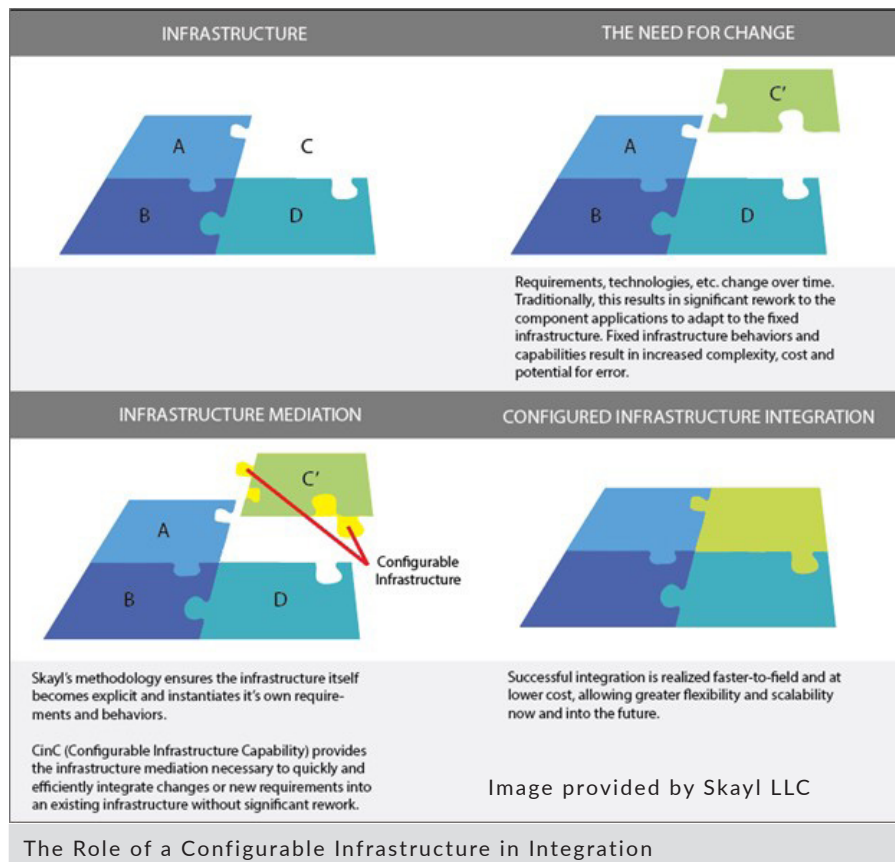 INFRASTRUCTURE
A
C
B
D
THE NEED FOR CHANGE
C'
A
B
D
Requirements, technologies, etc. change over time.
Traditionally, this results in significant rework to the
component applications to adapt to the fixed
infrastructure. Fixed infrastructure behaviors and
capabilities result in increased complexity, cost and
potential for error.
INFRASTRUCTURE MEDIATION
C'
A
B
D
Configurable
Infrastructure
Skayl's methodology ensures the infrastructure itself
becomes explicit and instantiates it's own require-
ments and behaviors.
CinC (Configurable Infrastructure Capability) provides
the infrastructure mediation necessary to quickly and
efficiently integrate changes or new requirements into
an existing infrastructure without significant rework.
CONFIGURED INFRASTRUCTURE INTEGRATION
Successful integration is realized faster-to-field and at
lower cost, allowing greater flexibility and scalability
now and into the future.
Image provided by Skayl LLC
The Role of a Configurable Infrastructure in Integration